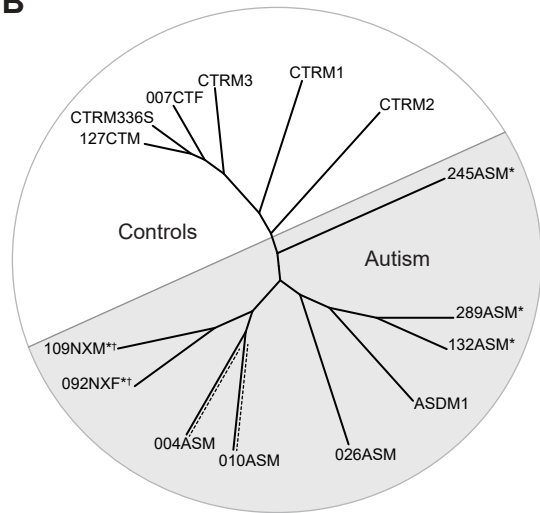 B
CTRM3
CTRM1
007CTF
CTRM2
CTRM336S
127CTM
245ASM*
Controls
Autism
289ASM*
109NXM*†
132ASM*
092NXF*†
ASDM1
004ASM
026ASM
010ASM